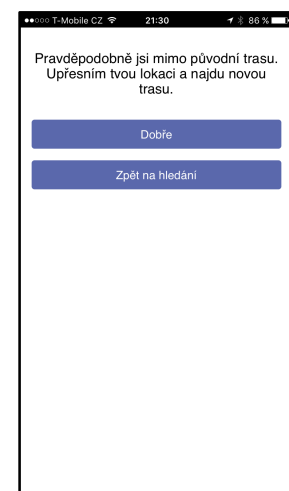 T-Mobile CZ 21:30 86 %
Pravděpodobně jsi mimo původní trasu.
Upřesním tvou lokaci a najdu novou
trasu.
Dobře
Zpět na hledání